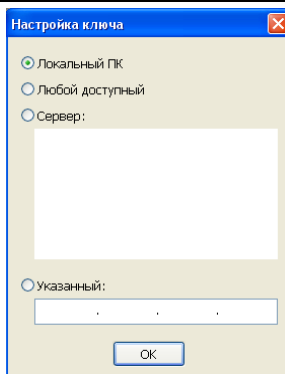 Настройка ключа
Локальный ПК
Любой доступный
Сервер:
Указанный:
. . .
OK